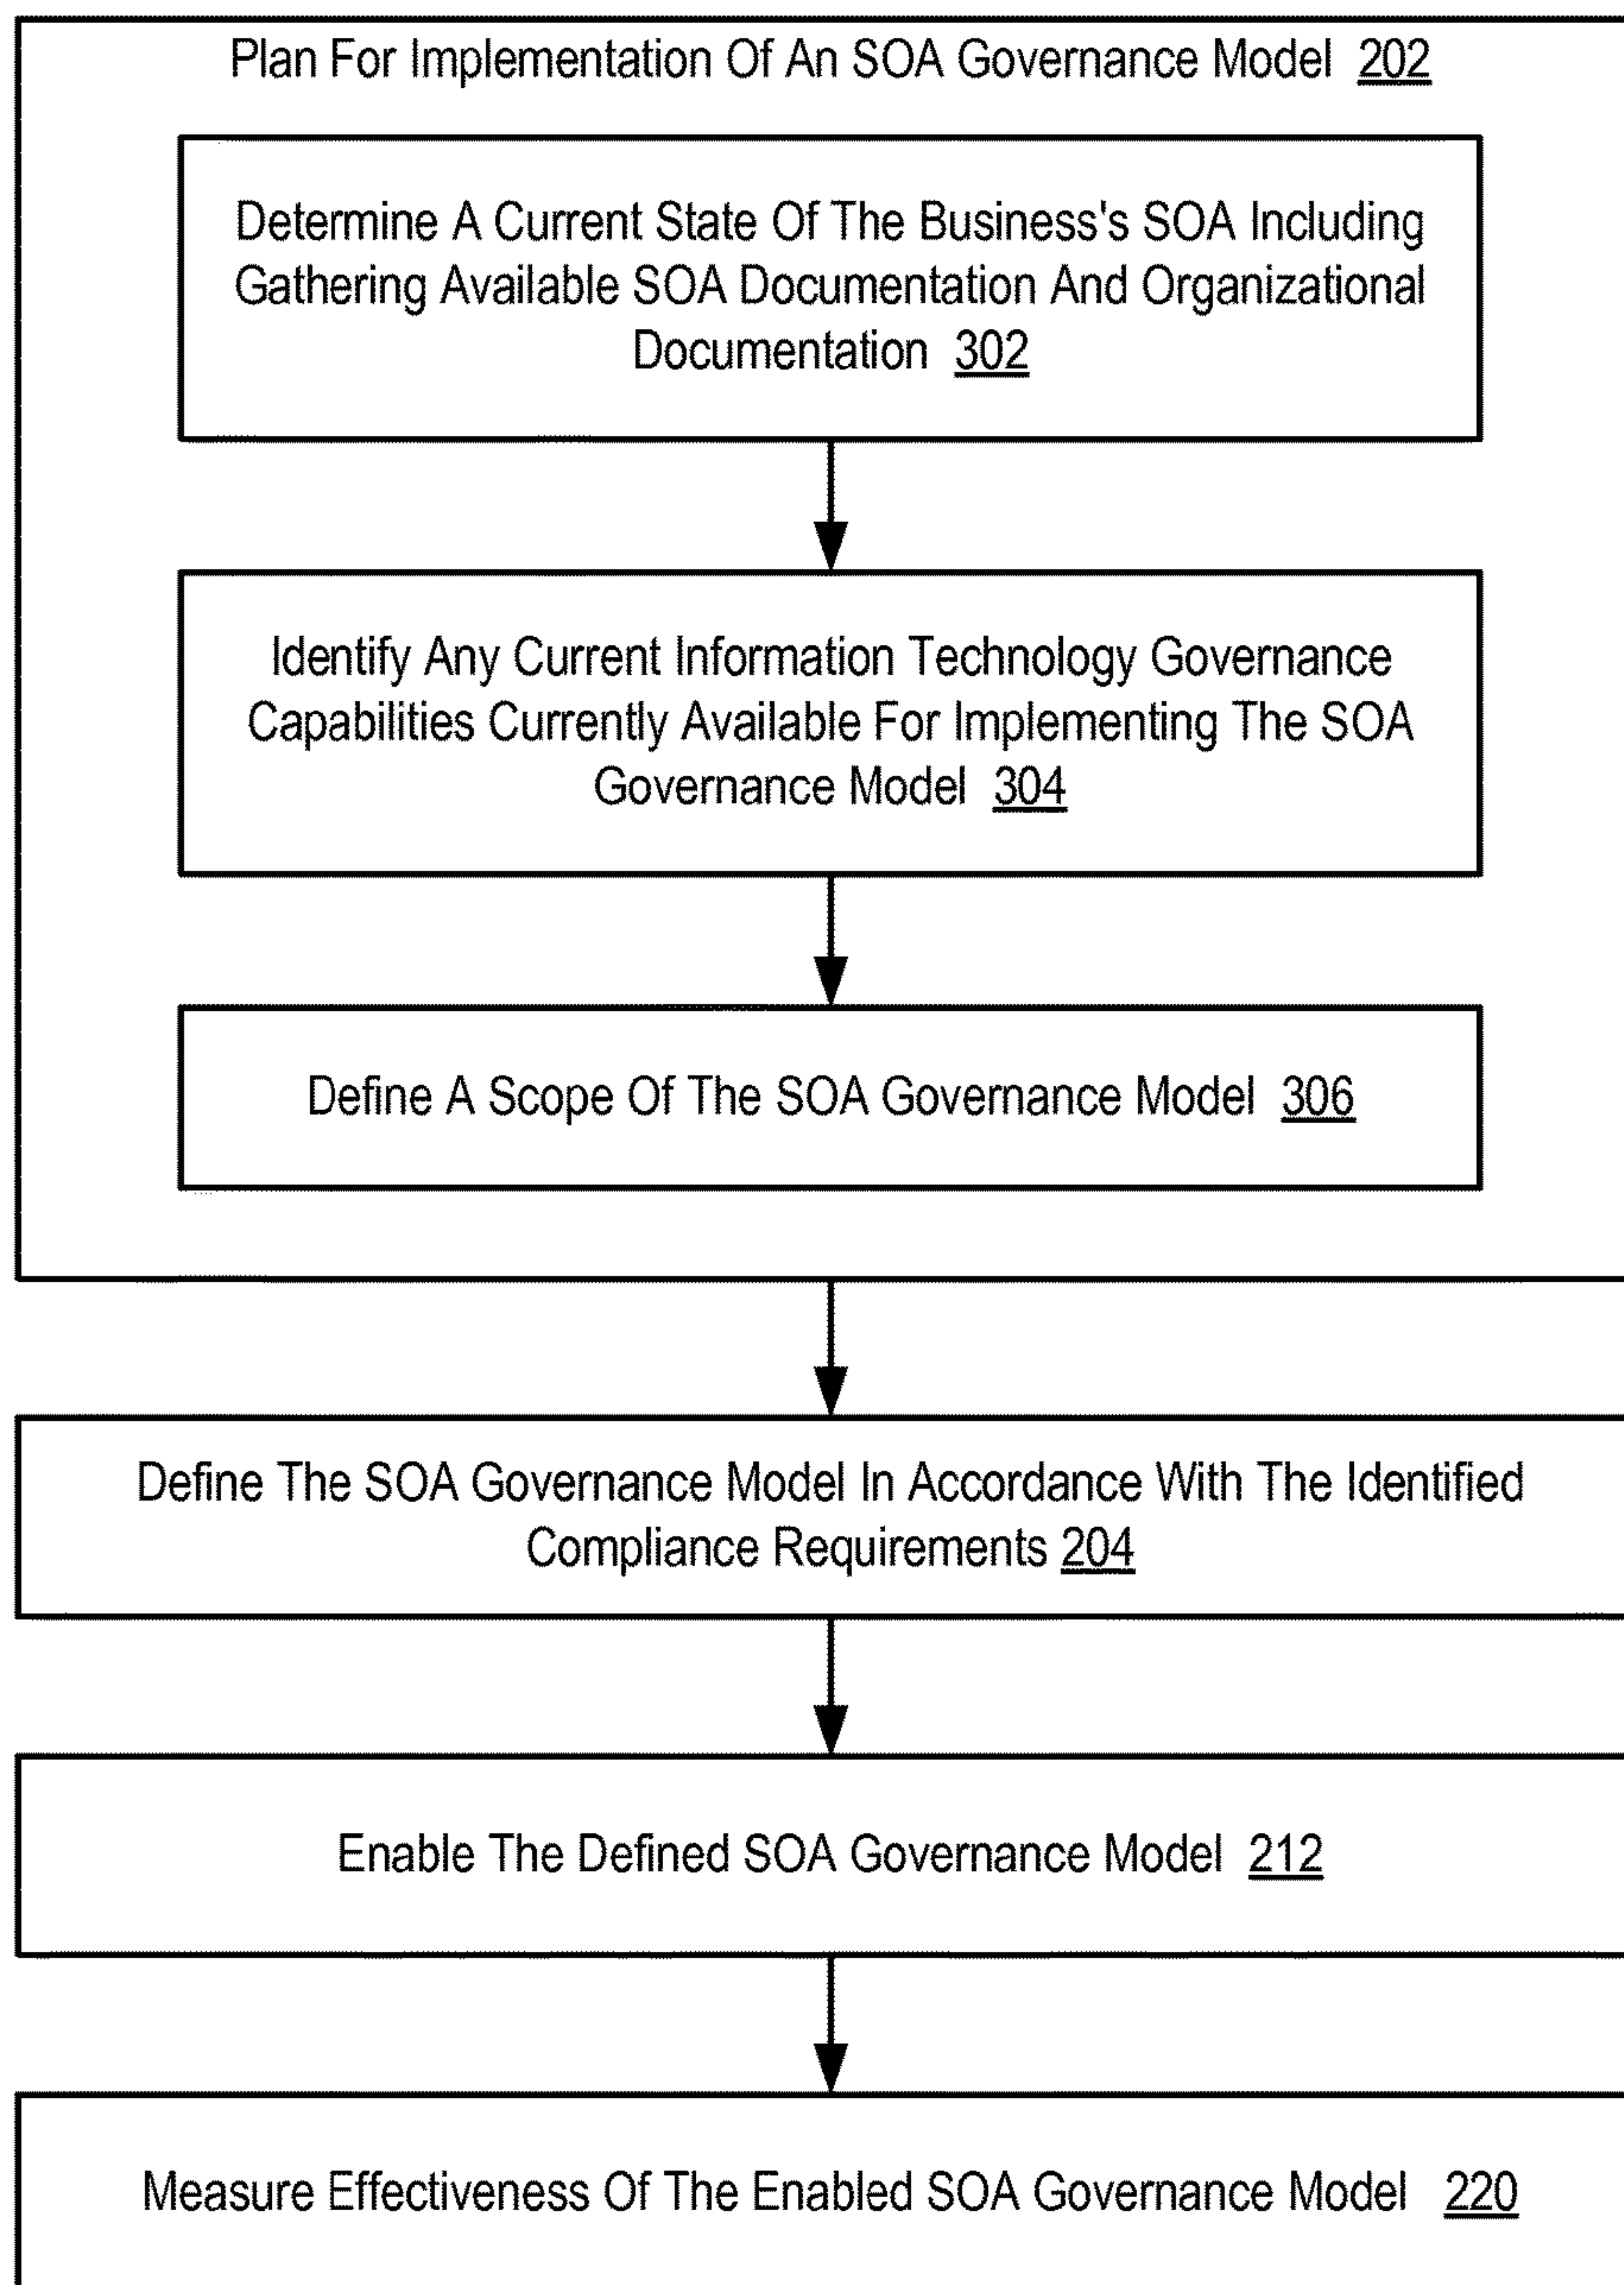 Plan For Implementation Of An SOA Governance Model 202
Determine A Current State Of The Business's SOA Including
Gathering Available SOA Documentation And Organizational
Documentation 302
Identify Any Current Information Technology Governance
Capabilities Currently Available For Implementing The SOA
Governance Model 304
Define A Scope Of The SOA Governance Model 306
Define The SOA Governance Model In Accordance With The Identified
Compliance Requirements 204
Enable The Defined SOA Governance Model 212
Measure Effectiveness Of The Enabled SOA Governance Model 220